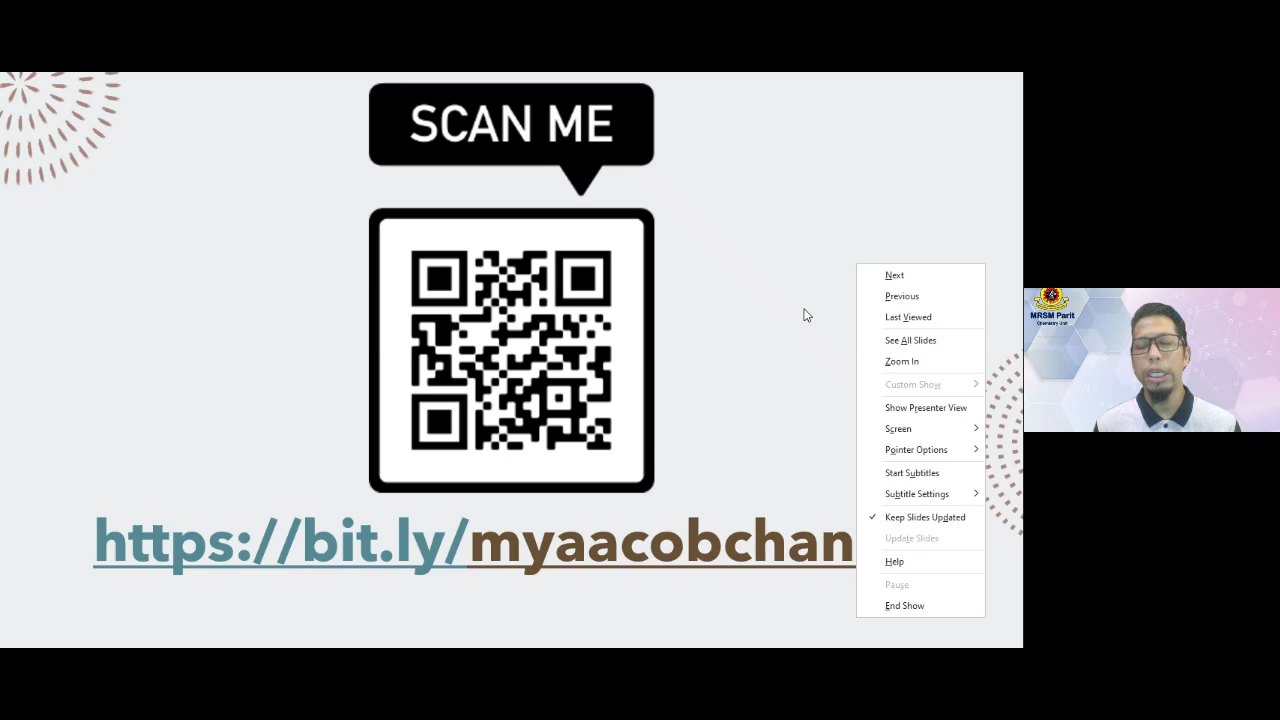 SCAN ME
https://bit.ly/myaacobchan
Next
Previous
Last Viewed
See All Slides
Zoom In
Custom Show
Show Presenter View
Screen
Pointer Options
Start Subtitles
Subtitle Settings
Keep Slides Updated
Update Slides
Help
Pause
End Show
MRSM Parit
Chemistry Unit